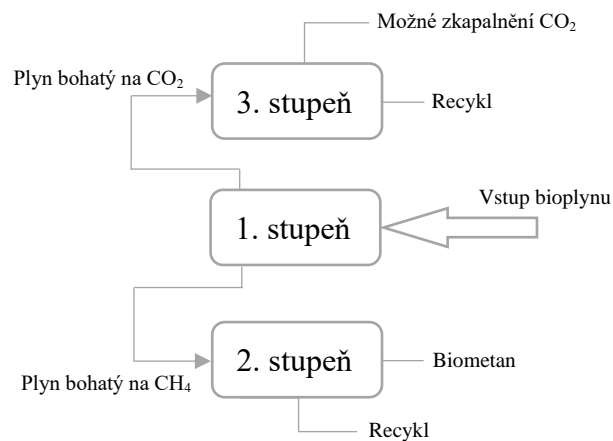 Možné zkapalnění CO₂
Plyn bohatý na CO₂
3. stupeň
Recykl
Vstup bioplynu
1. stupeň
2. stupeň
Biometan
Plyn bohatý na CH₄
Recykl